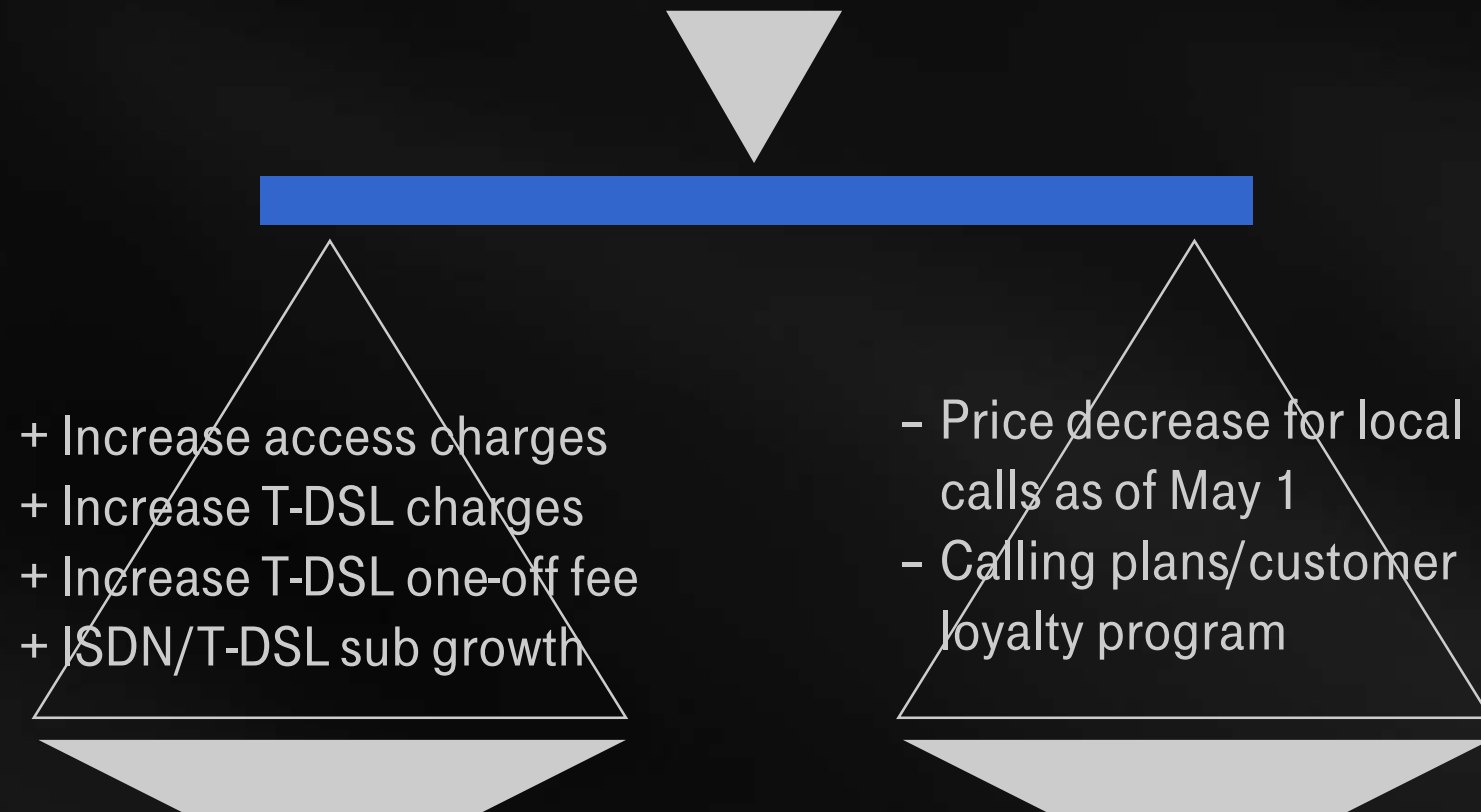 + Increase access charges
+ Increase T-DSL charges
+ Increase T-DSL one-off fee
+ ISDN/T-DSL sub growth
– Price decrease for local
calls as of May 1
– Calling plans/customer
loyalty program